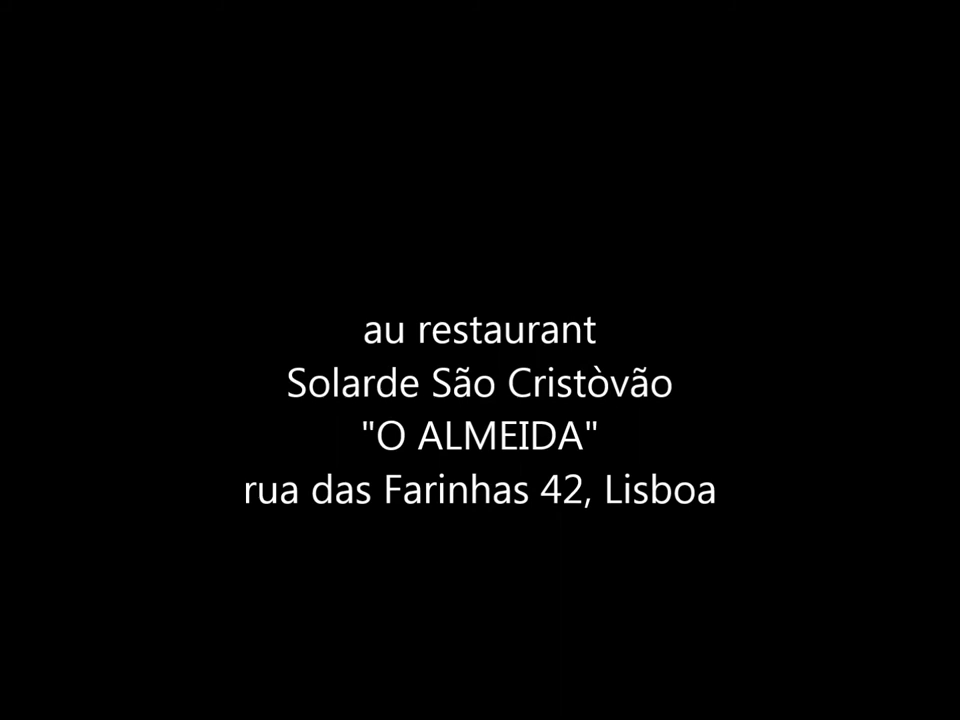 au restaurant
Solarde São Cristòvão
"O ALMEIDA"
rua das Farinhas 42, Lisboa